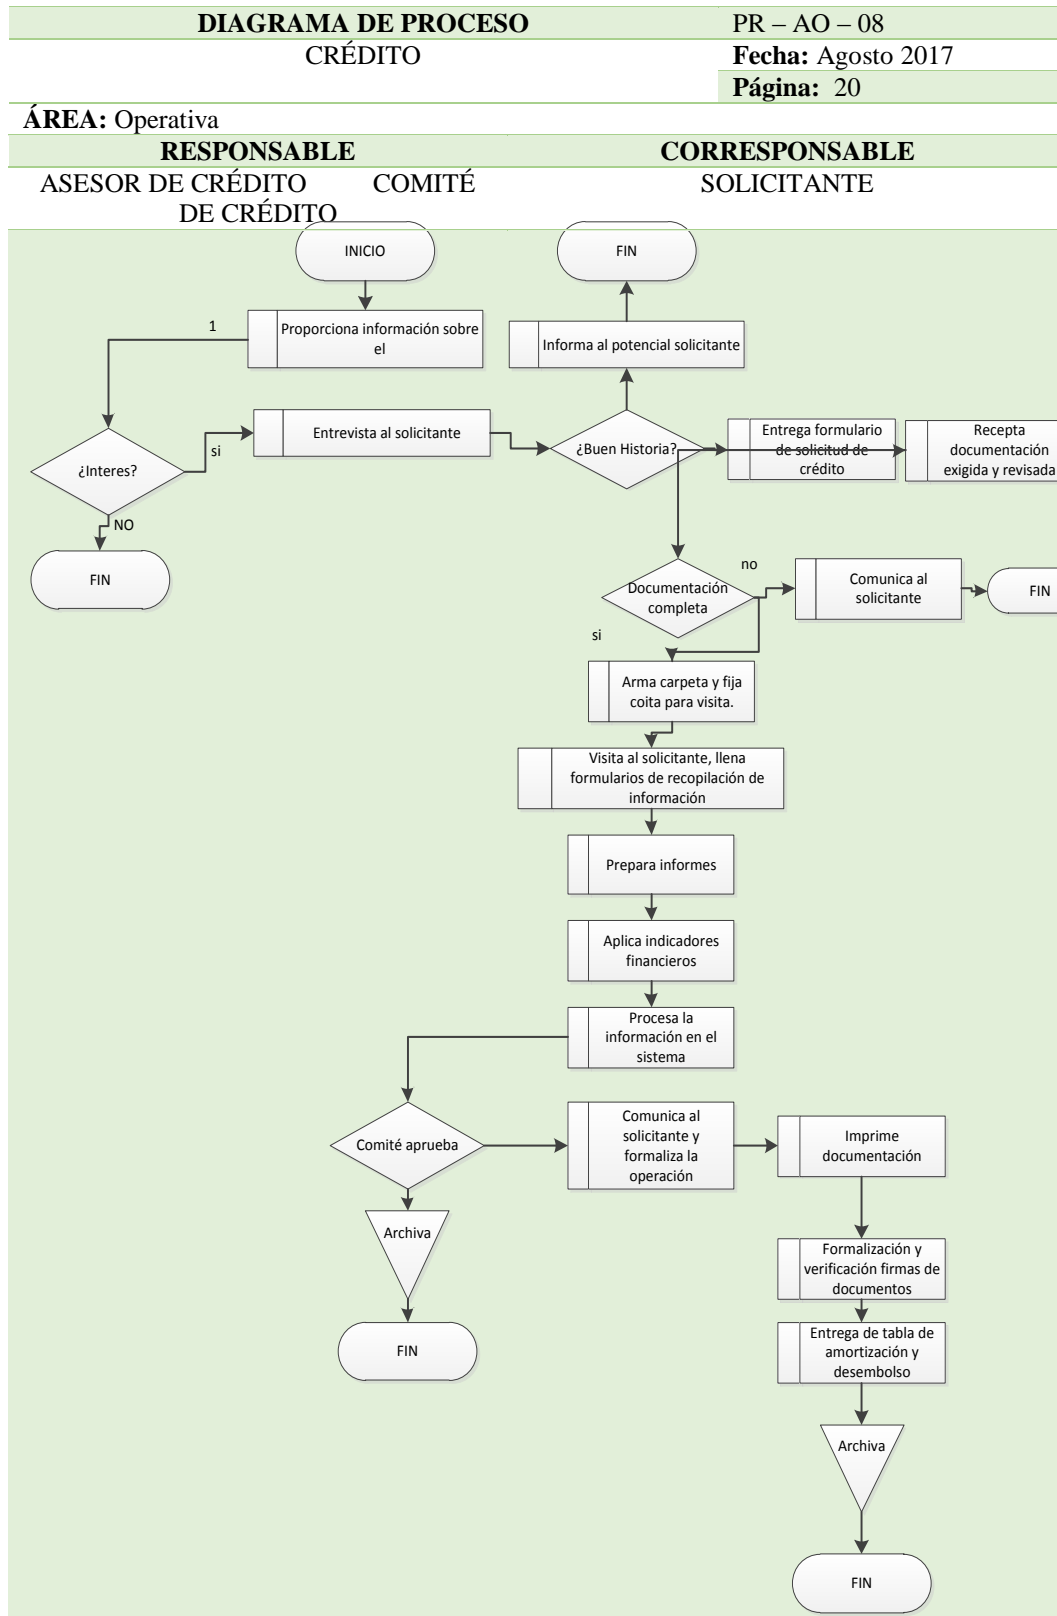 DIAGRAMA DE PROCESO
PR – AO – 08
CRÉDITO
Fecha: Agosto 2017
Página: 20
ÁREA: Operativa
RESPONSABLE
CORRESPONSABLE
ASESOR DE CRÉDITO COMITÉ
DE CRÉDITO
SOLICITANTE
INICIO
FIN
1
Proporciona información sobre
el
Informa al potencial solicitante
¿Interes?
si
Entrevista al solicitante
¿Buen Historia?
Entrega formulario
de solicitud de
crédito
Recepta
documentación
exigida y revisada
NO
FIN
Documentación
completa
no
Comunica al
solicitante
FIN
si
Arma carpeta y fija
coita para visita.
Visita al solicitante, llena
formularios de recopilación de
información
Prepara informes
Aplica indicadores
financieros
Procesa la
información en el
sistema
Comité aprueba
Comunica al
solicitante y
formaliza la
operación
Imprime
documentación
Archiva
FIN
Formalización y
verificación firmas de
documentos
Entrega de tabla de
amortización y
desembolso
Archiva
FIN